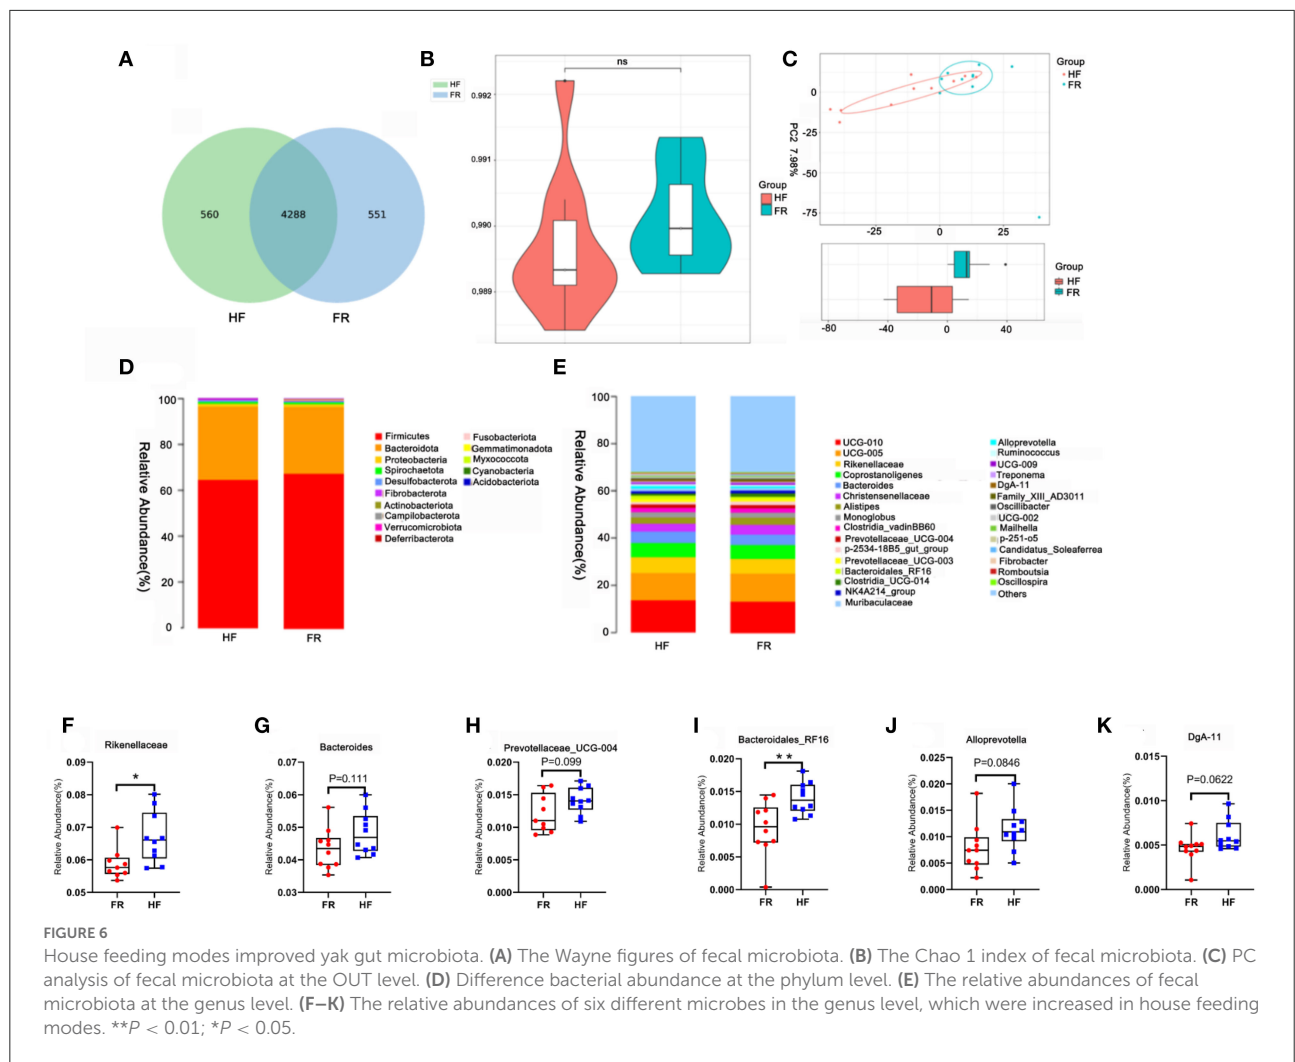 A
HF
FR
560
4288
551
HF
FR
B
ns
0.992
0.991
0.990
0.989
Group
HF
FR
C
Group
HF
FR
0
-25
-50
-75
PC2 7.98%
-25
0
25
Group
HF
FR
-80
-40
0
40
D
Relative Abundance(%)
100
80
60
40
20
0
HF
FR
Firmicutes
Bacteroidota
Proteobacteria
Spirochaetota
Desulfobacterota
Fibrobacterota
Actinobacteriota
Campilobacterota
Verrucomicrobiota
Deferribacterota
Fusobacteriota
Gemmatimonadota
Myxococcota
Cyanobacteria
Acidobacteriota
E
Relative Abundance(%)
100
80
60
40
20
0
HF
FR
UCG-010
UCG-005
Rikenellaceae
Coprostanoligenes
Bacteroides
Christensenellaceae
Alistipes
Monoglobus
Clostridia_vadinBB60
Prevotellaceae_UCG-004
p-2534-18B5_gut_group
Prevotellaceae_UCG-003
Bacteroidales_RF16
Clostridia_UCG-014
NK4A214_group
Muribaculaceae
Alloprevotella
Ruminococcus
UCG-009
Treponema
DgA-11
Family_XIII_AD3011
Oscillibacter
UCG-002
Mailhella
p-251-o5
Candidatus_Soleaferrea
Fibrobacter
Romboutsia
Oscillospira
Others
F
Rikenellaceae
Relative Abundance(%)
0.09
0.08
0.07
0.06
0.05
*
FR
HF
G
Bacteroides
Relative Abundance(%)
0.07
0.06
0.05
0.04
0.03
P=0.111
FR
HF
H
Prevotellaceae_UCG-004
Relative Abundance(%)
0.020
0.015
0.010
0.005
0.000
P=0.099
FR
HF
I
Bacteroidales_RF16
Relative Abundance(%)
0.020
0.015
0.010
0.005
0.000
**
FR
HF
J
Alloprevotella
Relative Abundance(%)
0.025
0.020
0.015
0.010
0.005
0.000
P=0.0846
FR
HF
K
DgA-11
Relative Abundance(%)
0.015
0.010
0.005
0.000
P=0.0622
FR
HF
FIGURE 6
House feeding modes improved yak gut microbiota. (A) The Wayne figures of fecal microbiota. (B) The Chao 1 index of fecal microbiota. (C) PC
analysis of fecal microbiota at the OUT level. (D) Difference bacterial abundance at the phylum level. (E) The relative abundances of fecal
microbiota at the genus level. (F–K) The relative abundances of six different microbes in the genus level, which were increased in house feeding
modes. **P < 0.01; *P < 0.05.